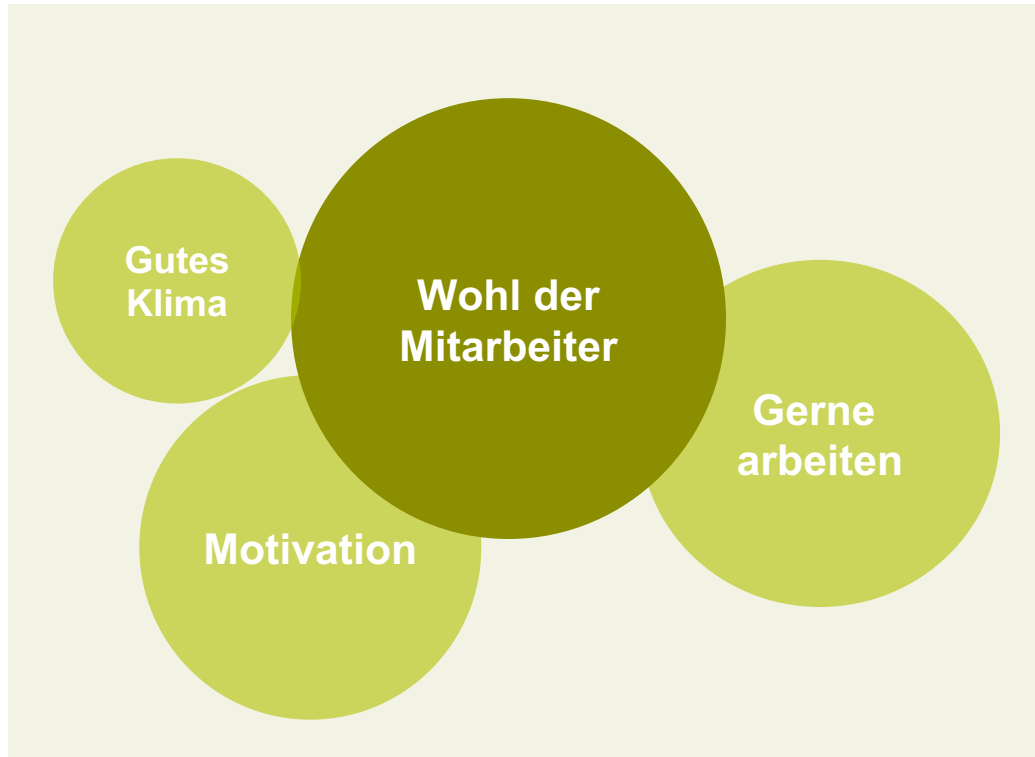 Gutes
Klima
Wohl der
Mitarbeiter
Gerne
arbeiten
Motivation